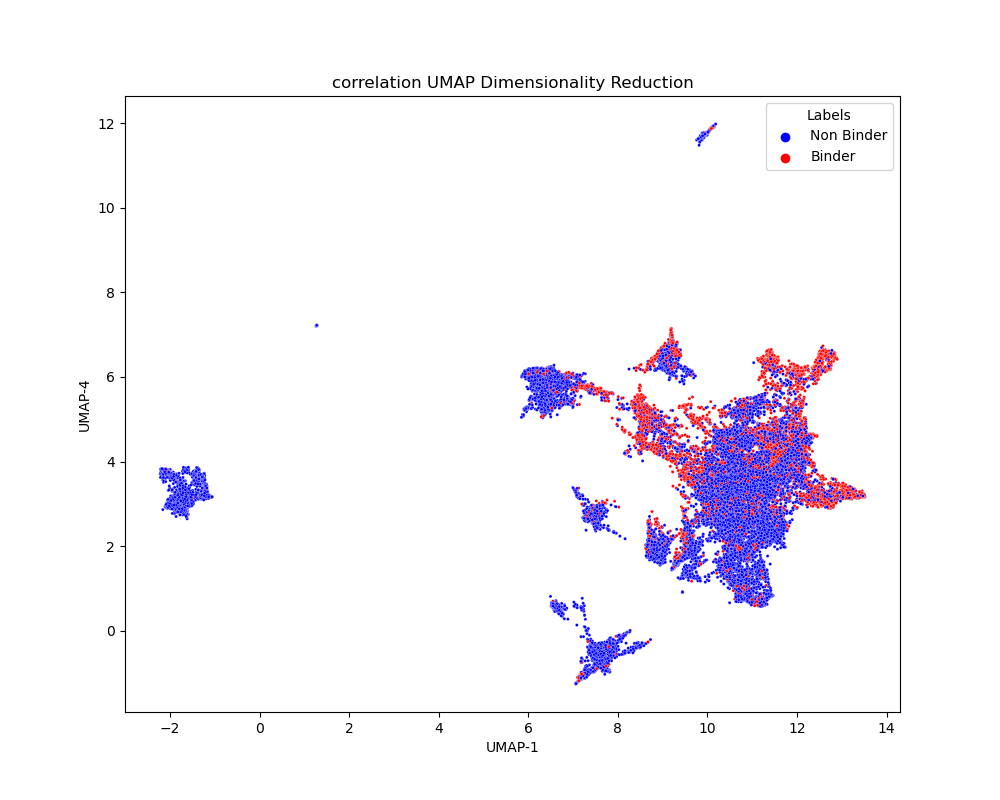 correlation UMAP Dimensionality Reduction
Labels
Non Binder
Binder
12
10
8
6
4
2
0
UMAP-4
−2
0
2
4
6
8
10
12
14
UMAP-1